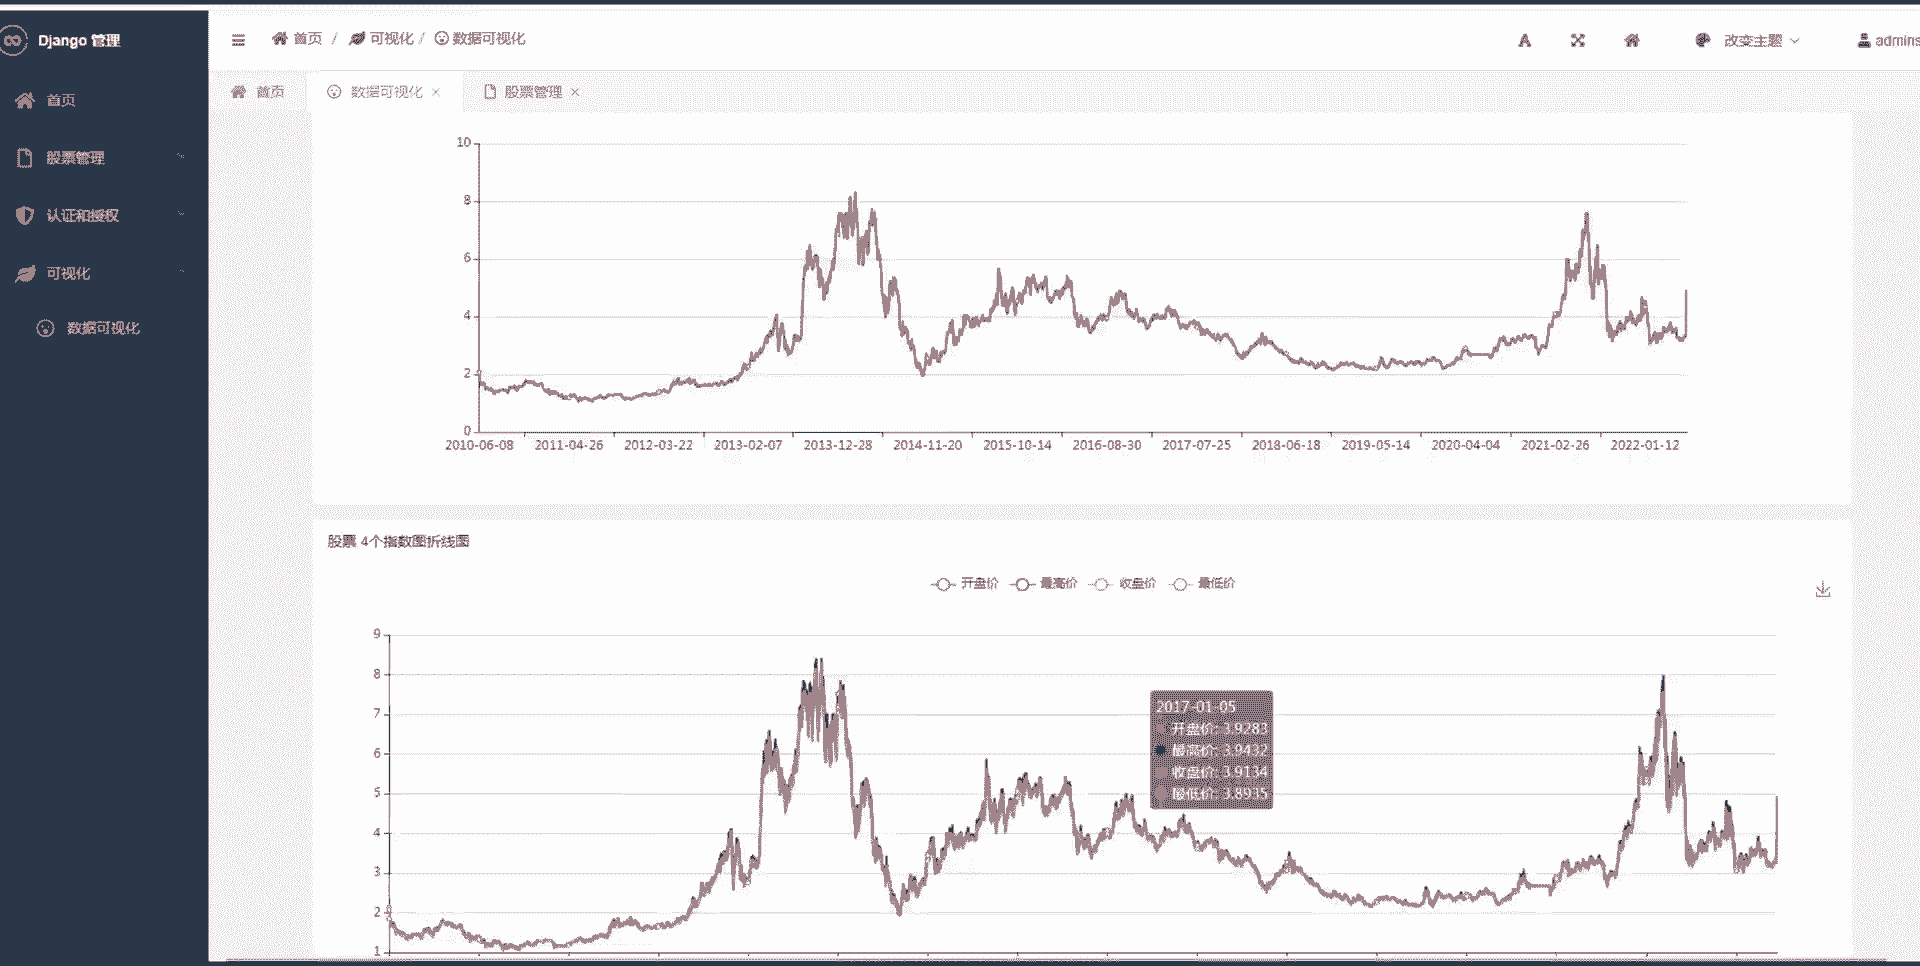 Django 管理
首页
股票管理
认证和授权
可视化
数据可视化
首页 / 可视化 / 数据可视化
A
改变主题
admins
首页
数据可视化 ×
股票管理 ×
10
8
6
4
2
0
2010-06-08 2011-04-26 2012-03-22 2013-02-07 2013-12-28 2014-11-20 2015-10-14 2016-08-30 2017-07-25 2018-06-18 2019-05-14 2020-04-04 2021-02-26 2022-01-12
股票 4个指数图折线图
开盘价 最高价 收盘价 最低价
9
8
7
6
5
4
3
2
1
2017-01-05
开盘价: 3.9283
最高价: 3.9432
收盘价: 3.9134
最低价: 3.8935